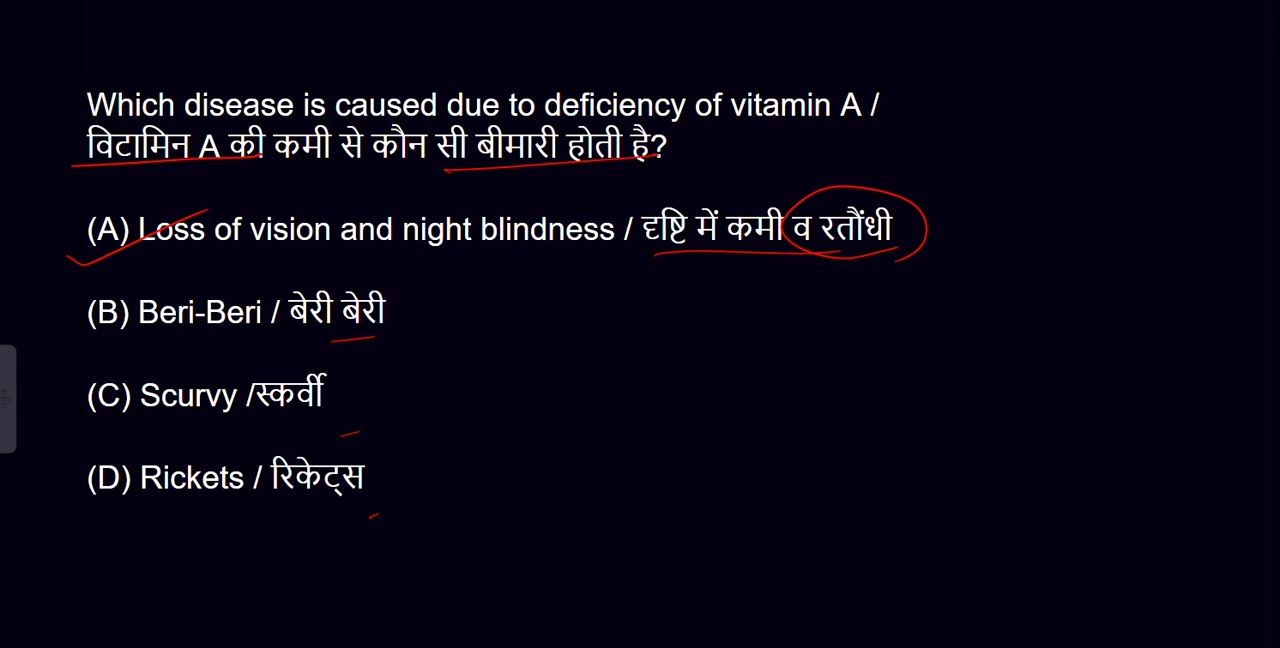 Which disease is caused due to deficiency of vitamin A /
विटामिन A की कमी से कौन सी बीमारी होती है?
(A) Loss of vision and night blindness / दृष्टि में कमी व रतौंधी
(B) Beri-Beri / बेरी बेरी
(C) Scurvy /स्कर्वी
(D) Rickets / रिकेट्स